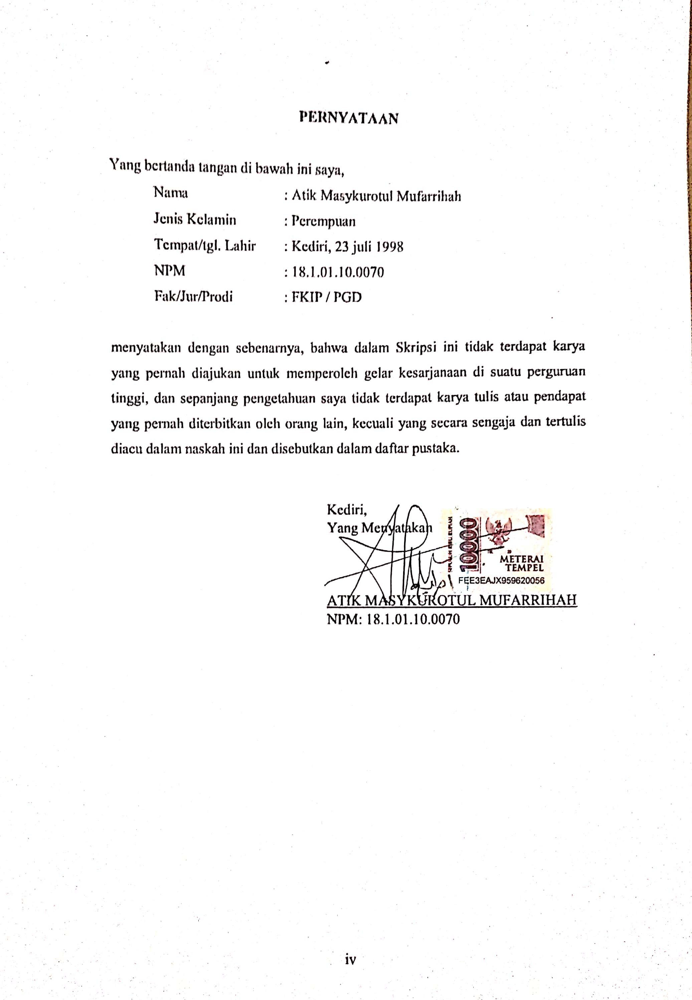 PERNYATAAN
Yang bertanda tangan di bawah ini saya,
Nama : Atik Masykurotul Mufarrihah
Jenis Kelamin : Perempuan
Tempat/tgl. Lahir : Kediri, 23 juli 1998
NPM : 18.1.01.10.0070
Fak/Jur/Prodi : FKIP / PGD
menyatakan dengan sebenarnya, bahwa dalam Skripsi ini tidak terdapat karya
yang pernah diajukan untuk memperoleh gelar kesarjanaan di suatu perguruan
tinggi, dan sepanjang pengetahuan saya tidak terdapat karya tulis atau pendapat
yang pernah diterbitkan oleh orang lain, kecuali yang secara sengaja dan tertulis
diacu dalam naskah ini dan disebutkan dalam daftar pustaka.
Kediri,
Yang Menyatakan
SEPULUH RIBU RUPIAH
10000
METERAI
TEMPEL
FEE3EAJX959620056
ATIK MASYKUROTUL MUFARRIHAH
NPM: 18.1.01.10.0070
iv